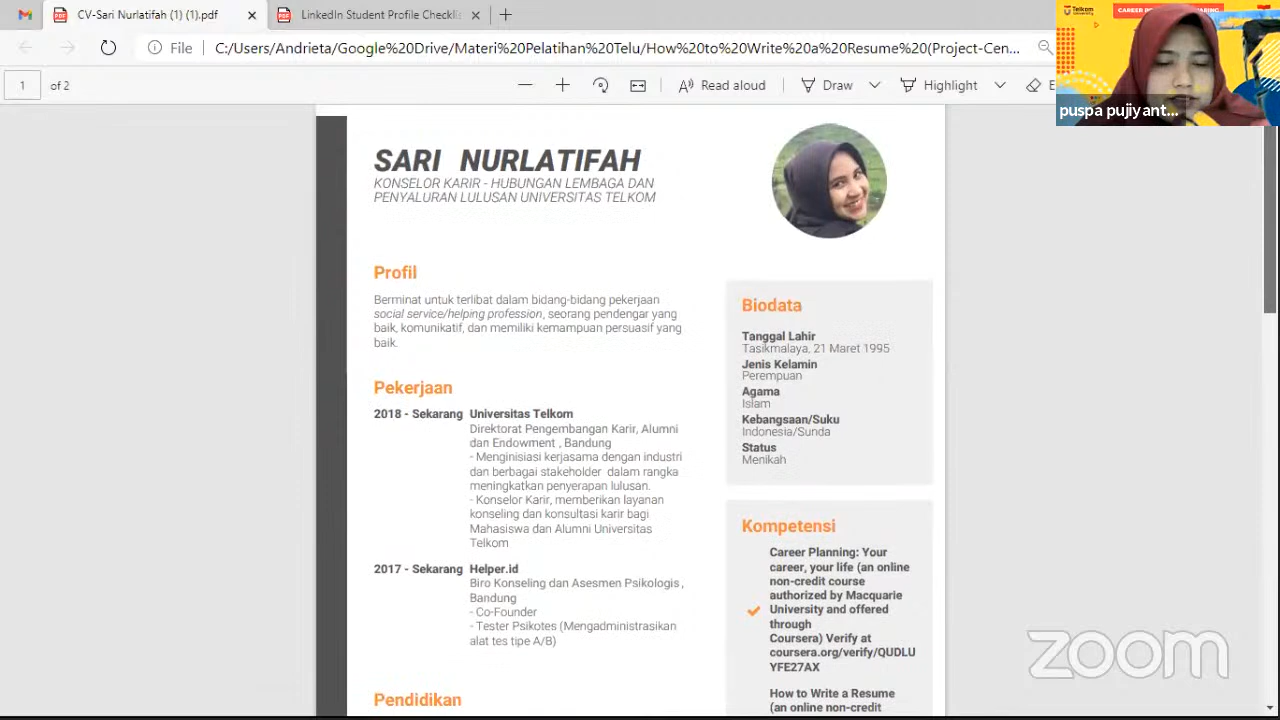 CV-Sari Nurlatifah (1) (1).pdf
LinkedIn Student Profile Checklis
File
C:/Users/Andrieta/Google%20Drive/Materi%20Pelatihan%20Telu/How%20to%20Write%20a%20Resume%20(Project-Cen...
1 of 2
Read aloud
Draw
Highlight
E
Telkom
University
puspa pujiyant...
SARI NURLATIFAH
KONSELOR KARIR - HUBUNGAN LEMBAGA DAN
PENYALURAN LULUSAN UNIVERSITAS TELKOM
Profil
Berminat untuk terlibat dalam bidang-bidang pekerjaan
social service/helping profession, seorang pendengar yang
baik, komunikatif, dan memiliki kemampuan persuasif yang
baik.
Pekerjaan
2018 - Sekarang Universitas Telkom
Direktorat Pengembangan Karir, Alumni
dan Endowment , Bandung
- Menginisiasi kerjasama dengan industri
dan berbagai stakeholder dalam rangka
meningkatkan penyerapan lulusan.
- Konselor Karir, memberikan layanan
konseling dan konsultasi karir bagi
Mahasiswa dan Alumni Universitas
Telkom
2017 - Sekarang Helper.id
Biro Konseling dan Asesmen Psikologis ,
Bandung
- Co-Founder
- Tester Psikotes (Mengadministrasikan
alat tes tipe A/B)
Pendidikan
Biodata
Tanggal Lahir
Tasikmalaya, 21 Maret 1995
Jenis Kelamin
Perempuan
Agama
Islam
Kebangsaan/Suku
Indonesia/Sunda
Status
Menikah
Kompetensi
Career Planning: Your
career, your life (an online
non-credit course
authorized by Macquarie
University and offered
through
Coursera) Verify at
coursera.org/verify/QUDLU
YFE27AX
How to Write a Resume
(an online non-credit
zoom